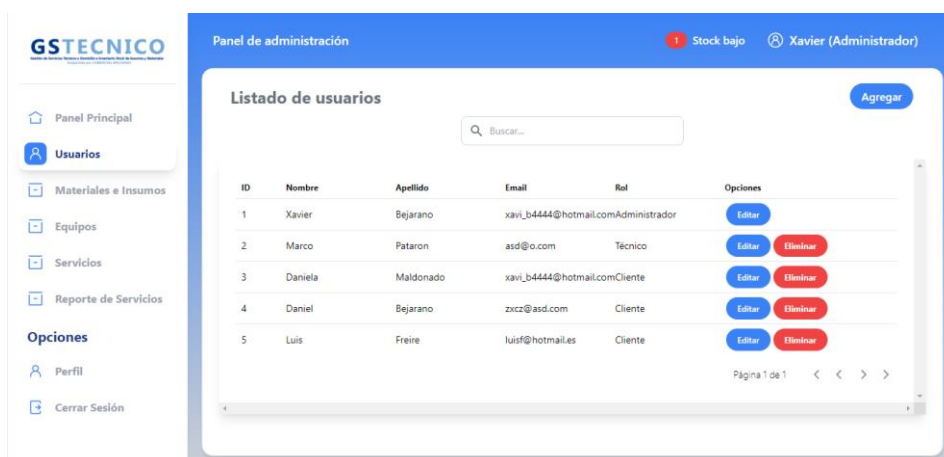 GSTECNICO
Panel Principal
Usuarios
Materiales e Insumos
Equipos
Servicios
Reporte de Servicios
Opciones
Perfil
Cerrar Sesión
Panel de administración
1 Stock bajo
Xavier (Administrador)
Listado de usuarios
Agregar
Buscar...
ID Nombre Apellido Email Rol Opciones
1 Xavier Bejarano xavi_b4444@hotmail.com Administrador Editar
2 Marco Pataron asd@o.com Técnico Editar Eliminar
3 Daniela Maldonado xavi_b4444@hotmail.com Cliente Editar Eliminar
4 Daniel Bejarano zxcz@asd.com Cliente Editar Eliminar
5 Luis Freire luisf@hotmail.es Cliente Editar Eliminar
Página 1 de 1